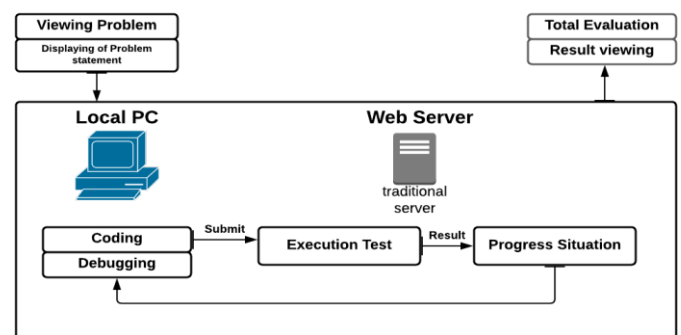 Viewing Problem
Displaying of Problem
statement
Total Evaluation
Result viewing
Local PC
Web Server
traditional
server
Coding
Debugging
Submit
Execution Test
Result
Progress Situation